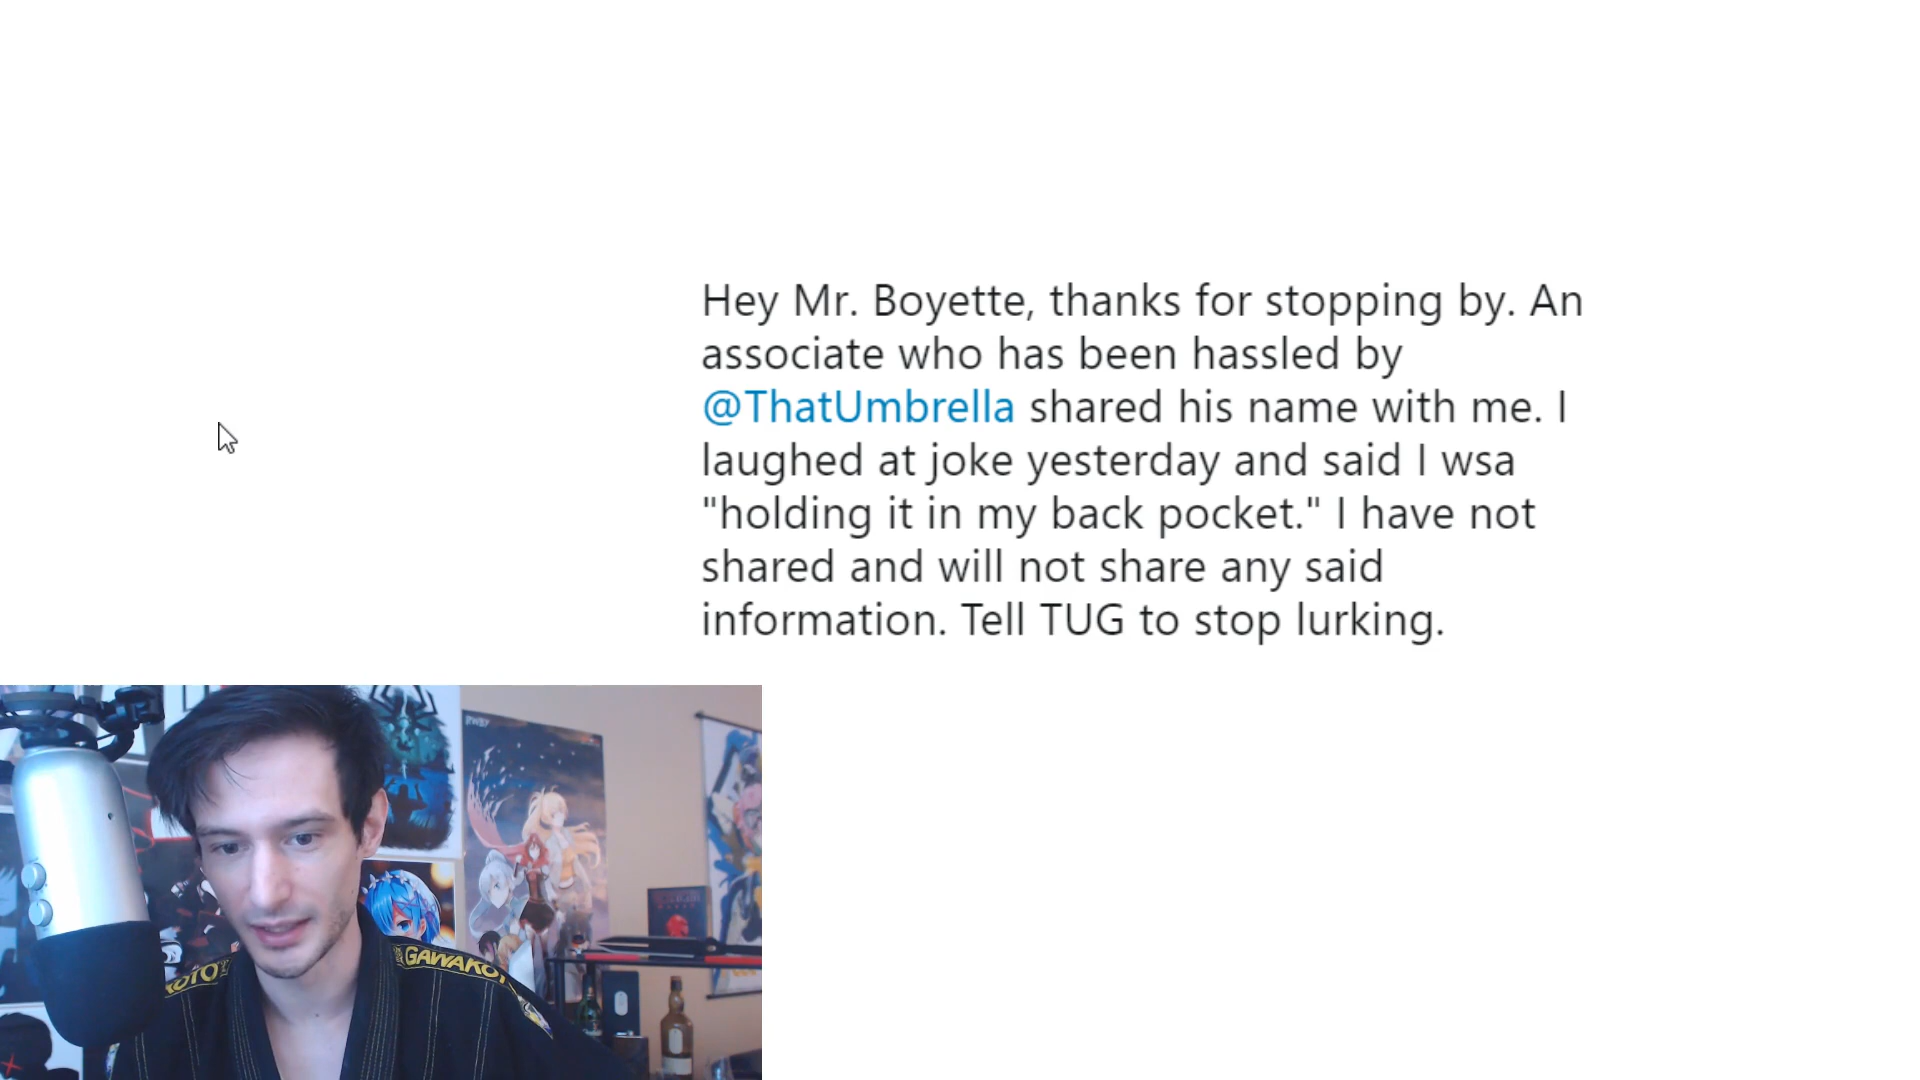 Hey Mr. Boyette, thanks for stopping by. An
associate who has been hassled by
@ThatUmbrella shared his name with me. I
laughed at joke yesterday and said I wsa
"holding it in my back pocket." I have not
shared and will not share any said
information. Tell TUG to stop lurking.
RWBY
GAWAKO